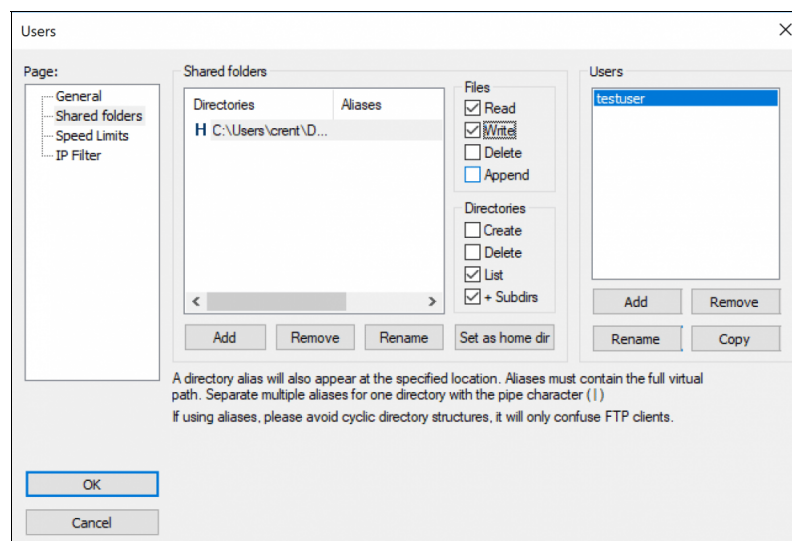 Users
Page:
General
Shared folders
Speed Limits
IP Filter
Shared folders
Directories Aliases
H C:\Users\crent\D...
Files
Read
Write
Delete
Append
Directories
Create
Delete
List
+ Subdirs
Add Remove Rename Set as home dir
Users
testuser
Add Remove
Rename Copy
A directory alias will also appear at the specified location. Aliases must contain the full virtual
path. Separate multiple aliases for one directory with the pipe character ( | )
If using aliases, please avoid cyclic directory structures, it will only confuse FTP clients.
OK
Cancel